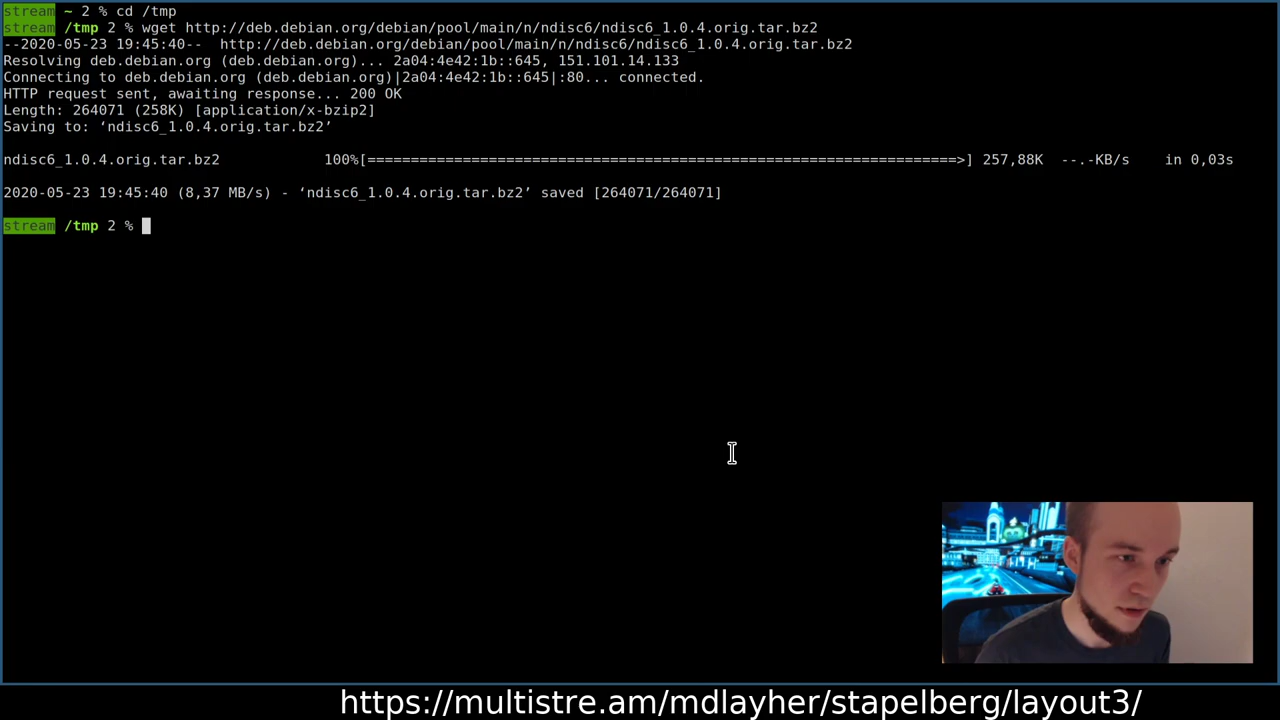 stream ~ 2 % cd /tmp
stream /tmp 2 % wget http://deb.debian.org/debian/pool/main/n/ndisc6/ndisc6_1.0.4.orig.tar.bz2
--2020-05-23 19:45:40--  http://deb.debian.org/debian/pool/main/n/ndisc6/ndisc6_1.0.4.orig.tar.bz2
Resolving deb.debian.org (deb.debian.org)... 2a04:4e42:1b::645, 151.101.14.133
Connecting to deb.debian.org (deb.debian.org)|2a04:4e42:1b::645|:80... connected.
HTTP request sent, awaiting response... 200 OK
Length: 264071 (258K) [application/x-bzip2]
Saving to: ‘ndisc6_1.0.4.orig.tar.bz2’
ndisc6_1.0.4.orig.tar.bz2            100%[====================================================================>] 257,88K  --.-KB/s    in 0,03s
2020-05-23 19:45:40 (8,37 MB/s) - ‘ndisc6_1.0.4.orig.tar.bz2’ saved [264071/264071]
stream /tmp 2 %
https://multistre.am/mdlayher/stapelberg/layout3/